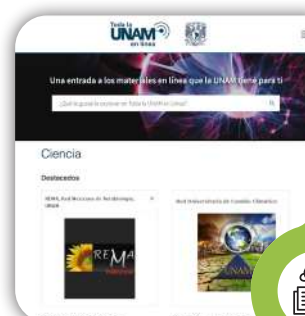 Toda la
UNAM
en línea
Una entrada a los materiales en línea que la UNAM tiene para ti
¿Qué te gustaría explorar en Toda la UNAM en Línea?
Ciencia
Destacados
REMA, Red Mexicana de
UNAM
Red Universitaria de Cambio Climático
REMA
UNAM